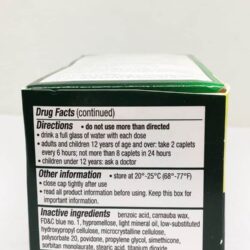 Drug Facts (continued)
Directions • do not use more than directed
• drink a full glass of water with each dose
• adults and children 12 years of age and over: take 2 caplets
every 6 hours; not more than 8 caplets in 24 hours
• children under 12 years: ask a doctor
Other information • store at 20°-25°C (68°-77°F)
• close cap tightly after use
• read all product information before using. Keep this box for
important information.
Inactive ingredients benzoic acid, carnauba wax,
FD&C blue no. 1, hypromellose, light mineral oil, low-substituted
hydroxypropyl cellulose, microcrystalline cellulose,
polysorbate 20, povidone, propylene glycol, simethicone,
sorbitan monolaurate, titanium dioxide